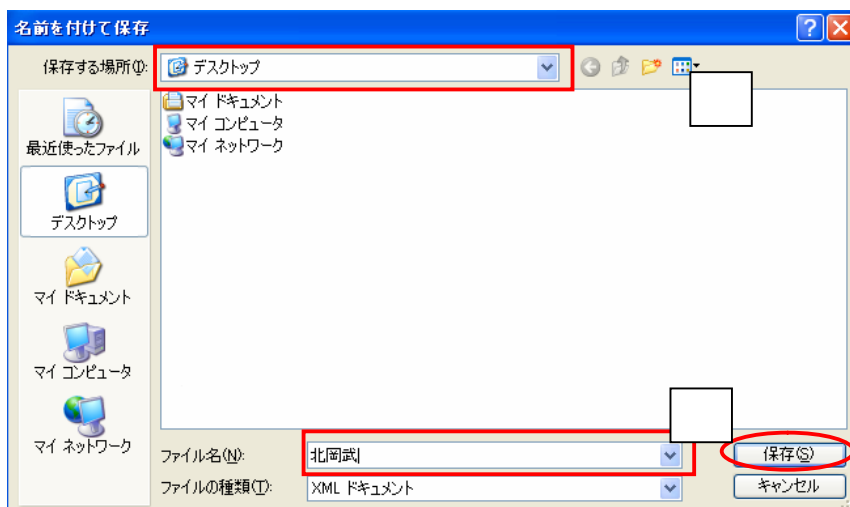 名前を付けて保存
保存する場所(I):
デスクトップ
マイ ドキュメント
マイ コンピュータ
マイ ネットワーク
最近使ったファイル
デスクトップ
マイ ドキュメント
マイ コンピュータ
マイ ネットワーク
ファイル名(N):
北岡武
保存(S)
ファイルの種類(T):
XML ドキュメント
キャンセル